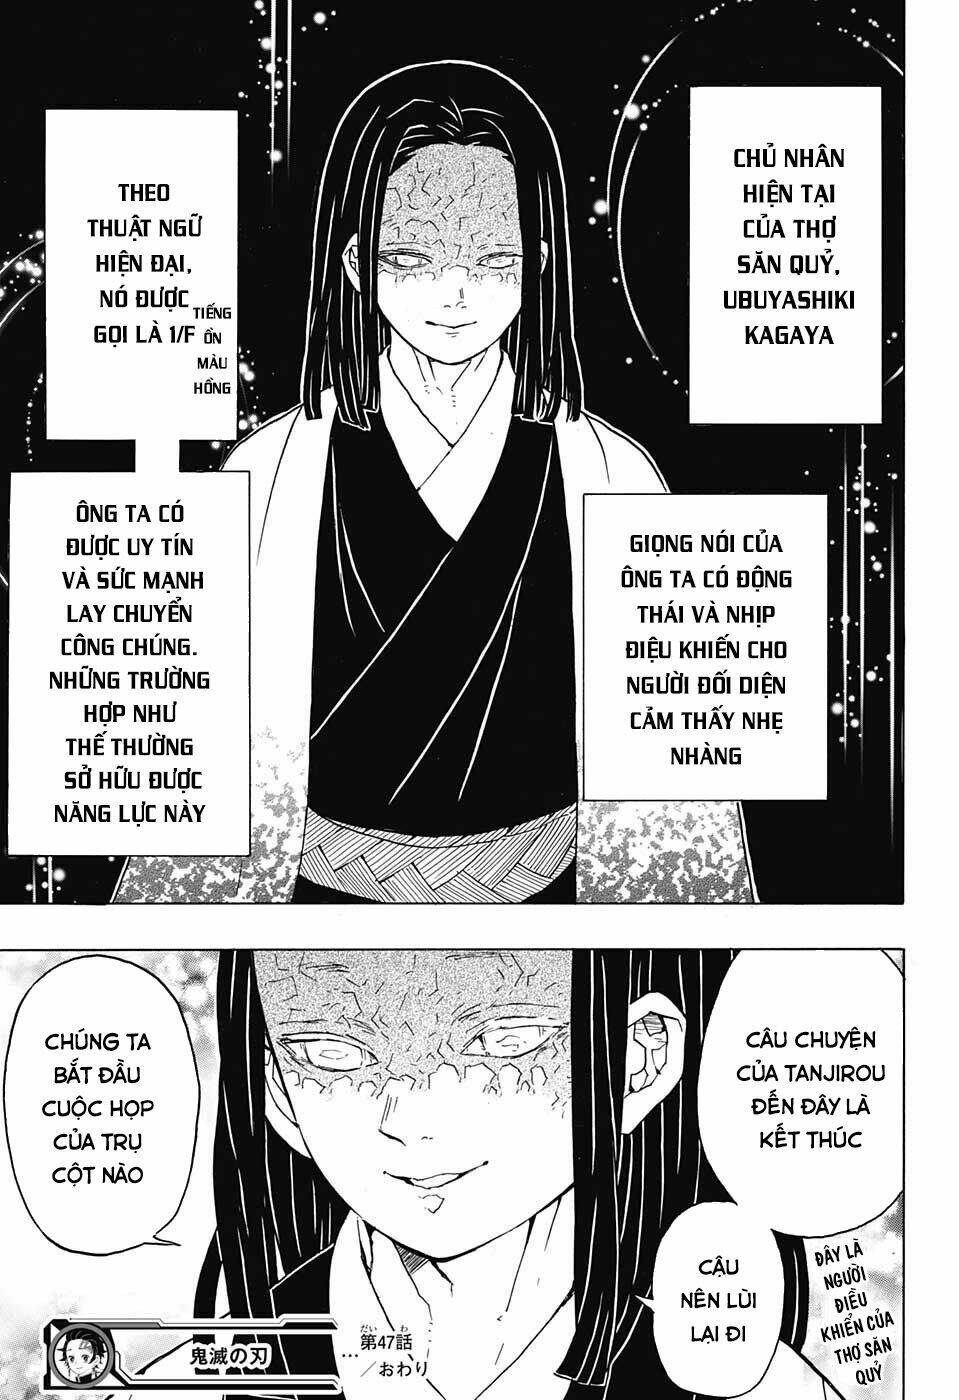 CHỦ NHÂN
HIỆN TẠI
CỦA THỢ
SĂN QUỶ,
UBUYASHIKI
KAGAYA
GIỌNG NÓI CỦA
ÔNG TA CÓ ĐỘNG
THÁI VÀ NHỊP
ĐIỆU KHIẾN CHO
NGƯỜI ĐỐI DIỆN
CẢM THẤY NHẸ
NHÀNG
THEO
THUẬT NGỮ
HIỆN ĐẠI,
NÓ ĐƯỢC
GỌI LÀ 1/F
TIẾNG
ỒN
MÀU
HỒNG
ÔNG TA CÓ
ĐƯỢC UY TÍN
VÀ SỨC MẠNH
LAY CHUYỂN
CÔNG CHÚNG.
NHỮNG TRƯỜNG
HỢP NHƯ
THẾ THƯỜNG
SỞ HỮU ĐƯỢC
NĂNG LỰC NÀY
CÂU CHUYỆN
CỦA TANJIROU
ĐẾN ĐÂY LÀ
KẾT THÚC
CẬU
NÊN LÙI
LẠI ĐI
ĐÂY LÀ
NGƯỜI
ĐIỀU
KHIỂN CỦA
THỢ SĂN
QUỶ
CHÚNG TA
BẮT ĐẦU
CUỘC HỌP
CỦA TRỤ
CỘT NÀO
鬼滅の刃
だい わ
…第47話
／おわり